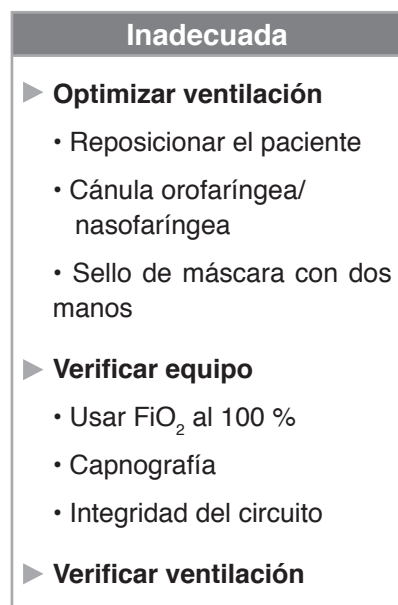 Inadecuada
▶ Optimizar ventilación
• Reposicionar el paciente
• Cánula orofaríngea/
nasofaríngea
• Sello de máscara con dos
manos
▶ Verificar equipo
• Usar FiO₂ al 100 %
• Capnografía
• Integridad del circuito
▶ Verificar ventilación